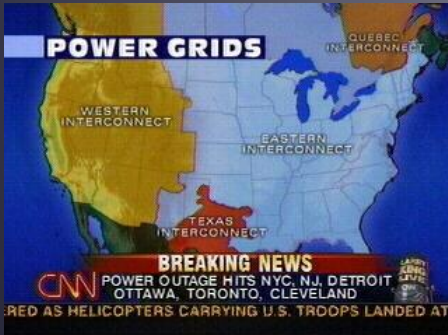 POWER GRIDS
QUEBEC
INTERCONNECT
WESTERN
INTERCONNECT
EASTERN
INTERCONNECT
TEXAS
INTERCONNECT
BREAKING NEWS
CNN
POWER OUTAGE HITS NYC, NJ, DETROIT
OTTAWA, TORONTO, CLEVELAND
LARRY
KING
LIVE
ERED AS HELICOPTERS CARRYING U.S. TROOPS LANDED A